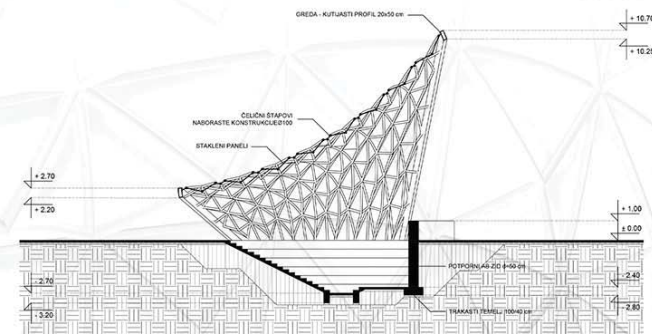 GREDA - KUTIJASTI PROFIL 20x50 cm
+ 10.70
+ 10.25
ČELIČNI ŠTAPOVI
NABORASTE KONSTRUKCIJEØ100
STAKLENI PANELI
+ 2.70
+ 2.20
+ 1.00
± 0.00
POTPORNI AB ZID d=50 cm
- 2.70
- 2.40
- 3.20
TRAKASTI TEMELJ 100/40 cm
- 2.80